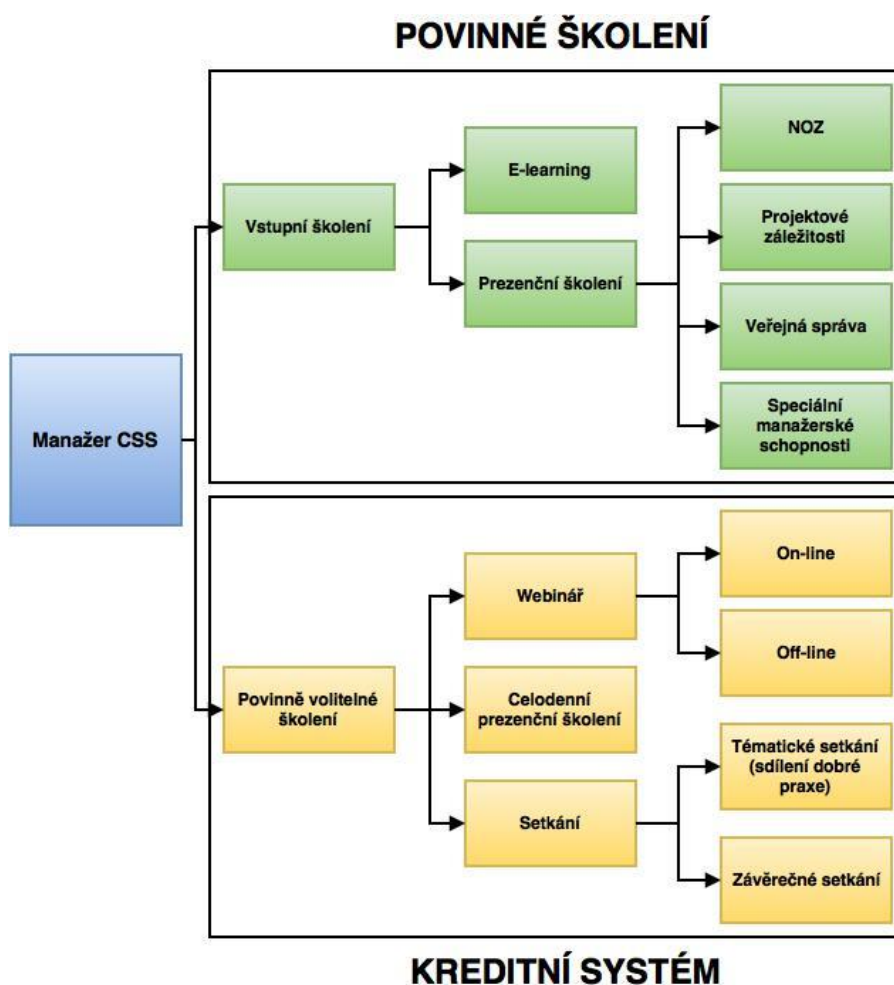 POVINNÉ ŠKOLENÍ
NOZ
E-learning
Vstupní školení
Projektové
záležitosti
Prezenční školení
Veřejná správa
Speciální
manažerské
schopnosti
Manažer CSS
On-line
Webinář
Off-line
Povinně volitelné
školení
Celodenní
prezenční školení
Tématické setkání
(sdílení dobré
praxe)
Setkání
Závěrečné setkání
KREDITNÍ SYSTÉM